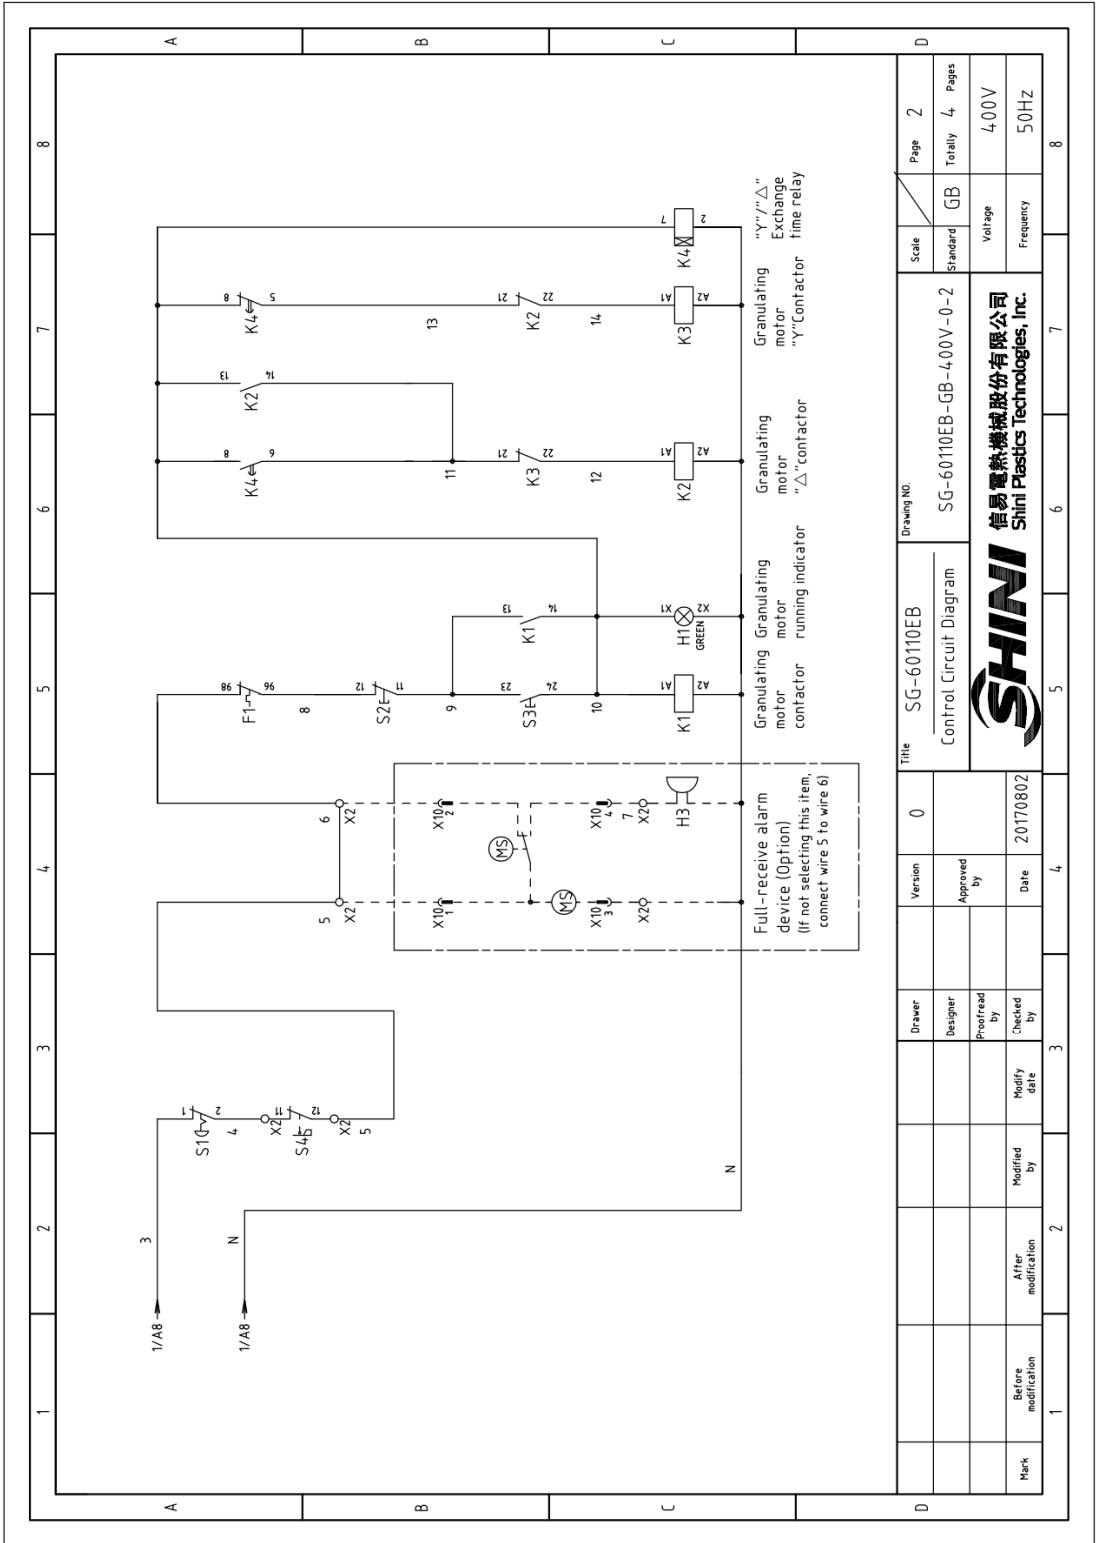 1 2 3 4 5 6 7 8
A
B
C
D
1/A8
3
1/A8
N
N
S1
1
2
4
X2
S4
11
12
X2
5
5
X2
6
X2
X10
1
X10
2
MS
MS
X10
3
X2
X10
4
7
X2
H3
Full-receive alarm
device (Option)
(If not selecting this item,
connect wire 5 to wire 6)
F1
98
96
8
S2
12
11
9
S3
23
24
10
K1
A1
A2
Granulating
motor
contactor
K1
13
14
H1
GREEN
X1
X2
Granulating
motor
running indicator
K4
8
6
11
K3
21
22
12
K2
A1
A2
Granulating
motor
"△"contactor
K2
13
14
K4
8
5
13
K2
21
22
14
K3
A1
A2
Granulating
motor
"Y"Contactor
K4
7
2
"Y"/"△"
Exchange
time relay
A
B
C
D
Mark
Before
modification
After
modification
Modified
by
Modify
date
Drawer
Designer
Proofread
by
Checked
by
Version
0
Approved
by
Date
20170802
Title
SG-60110EB
Control Circuit Diagram
Drawing NO.
SG-60110EB-GB-400V-0-2
SHINI
信易電熱機械股份有限公司
Shini Plastics Technologies, Inc.
Scale
Page 2
Standard GB
Totally 4 Pages
Voltage 400V
Frequency 50HZ
1 2 3 4 5 6 7 8